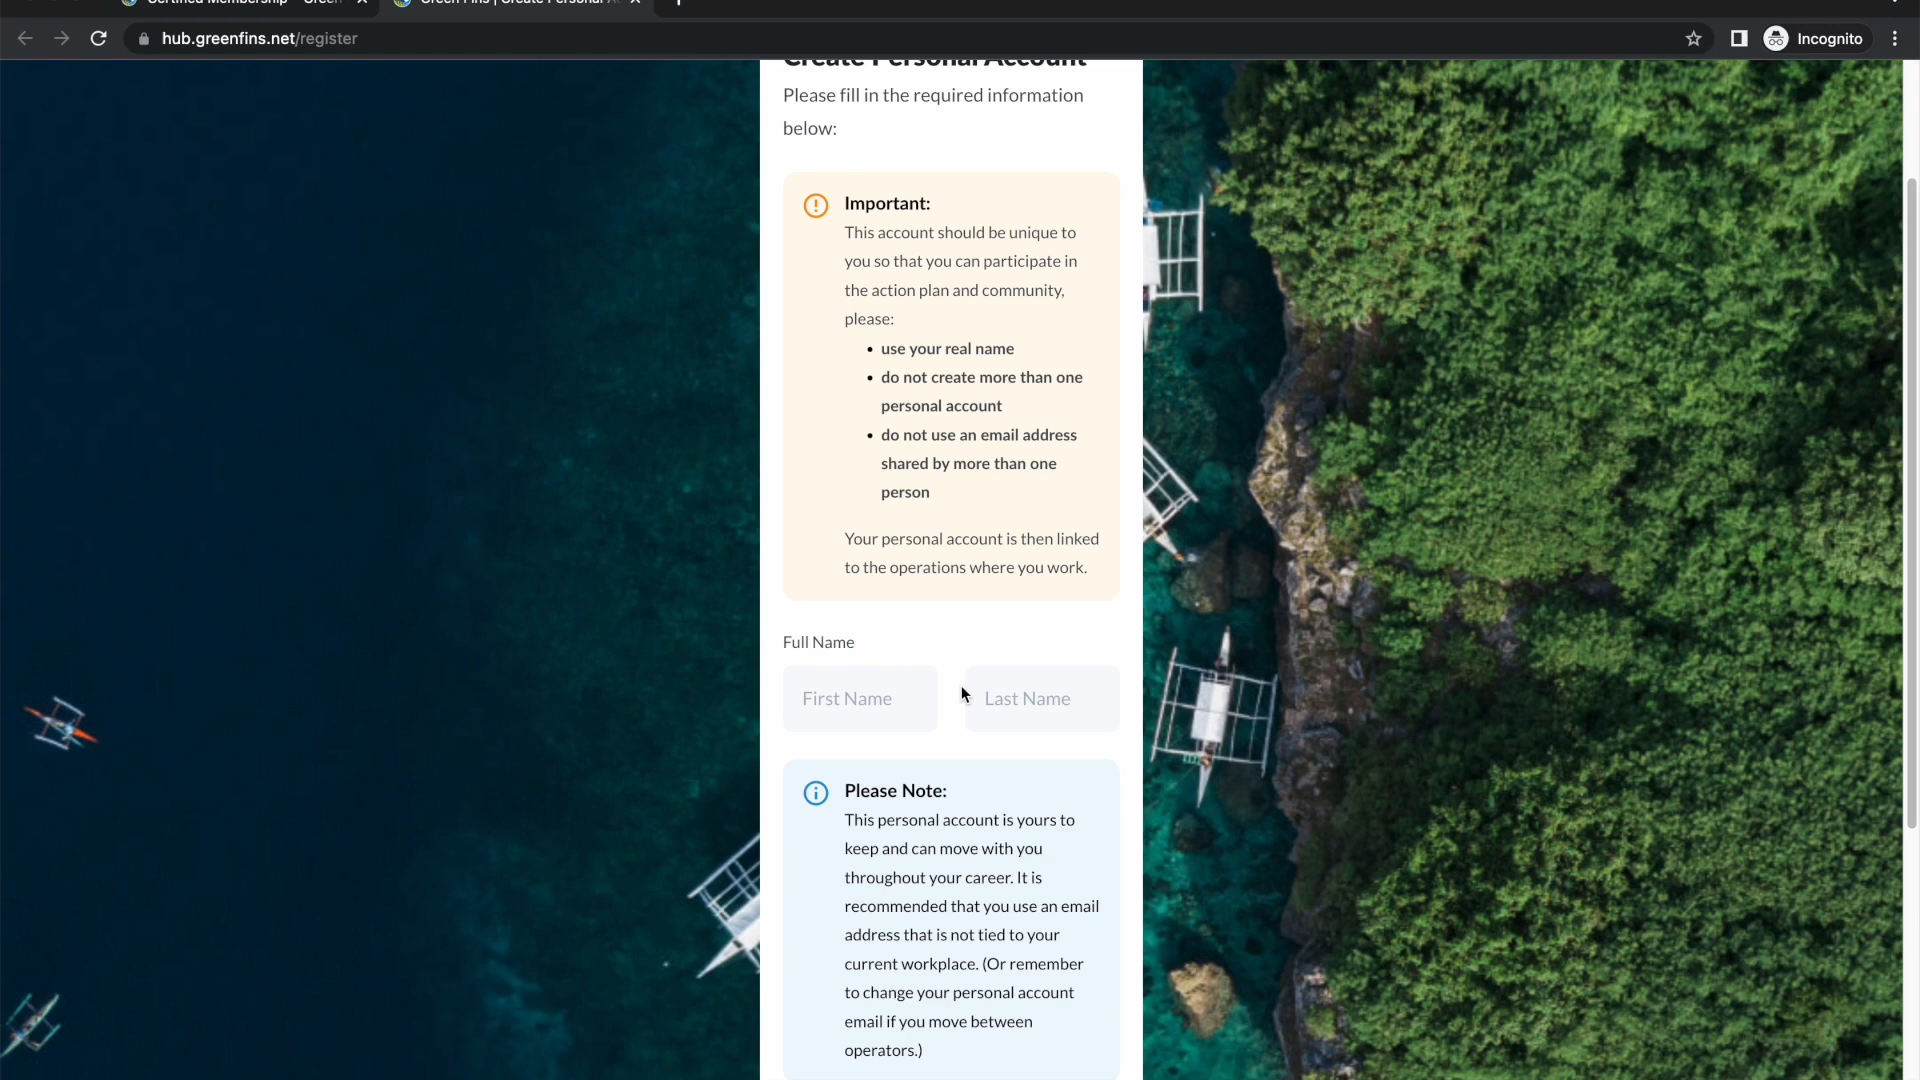 hub.greenfins.net/register
Incognito
Create Personal Account
Please fill in the required information
below:
Important:
This account should be unique to
you so that you can participate in
the action plan and community,
please:
• use your real name
• do not create more than one
personal account
• do not use an email address
shared by more than one
person
Your personal account is then linked
to the operations where you work.
Full Name
First Name
Last Name
Please Note:
This personal account is yours to
keep and can move with you
throughout your career. It is
recommended that you use an email
address that is not tied to your
current workplace. (Or remember
to change your personal account
email if you move between
operators.)